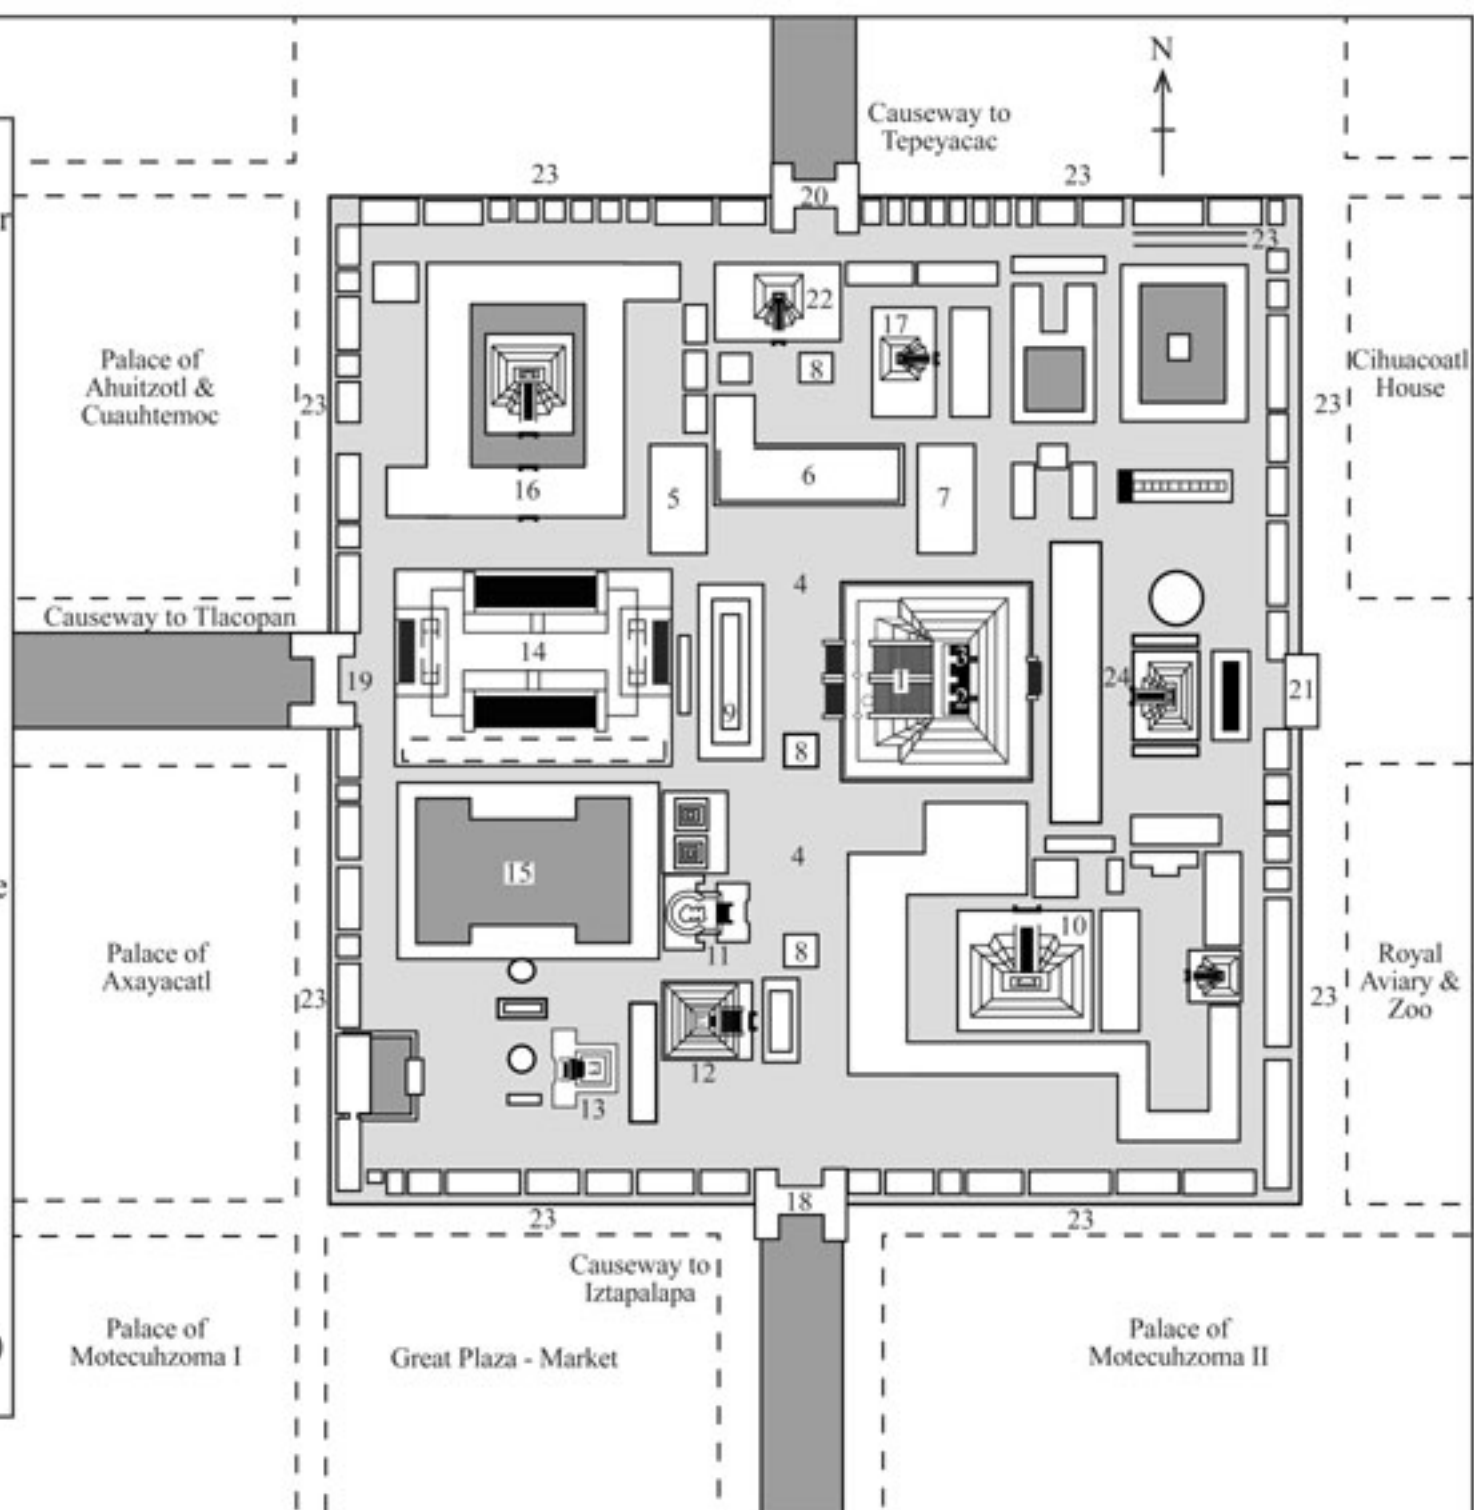 N
Causeway to
Tepeyacac
23
23
20
r
23
22
17
8
Palace of
Ahuitzotl &
Cuauhtemoc
23
23
Cihuacoatl
House
16
5
6
7
4
Causeway to Tlacopan
14
19
1
3
2
24
21
9
8
15
4
e
11
8
10
Palace of
Axayacatl
23
23
Royal
Aviary &
Zoo
12
13
18
23
23
Causeway to
Iztapalapa
Palace of
Motecuhzoma I
Great Plaza - Market
Palace of
Motecuhzoma II
)